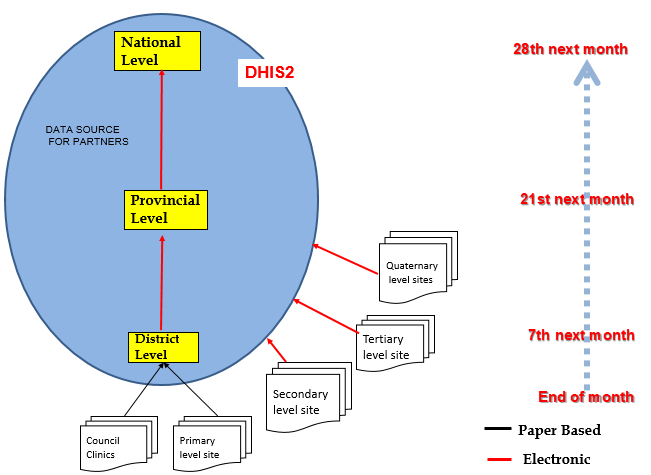 National
Level
28th next month
DHIS2
DATA SOURCE
FOR PARTNERS
Provincial
Level
21st next month
Quaternary
level sites
Tertiary
level site
7th next month
District
Level
Secondary
level site
End of month
Council
Clinics
Primary
level site
Paper Based
Electronic